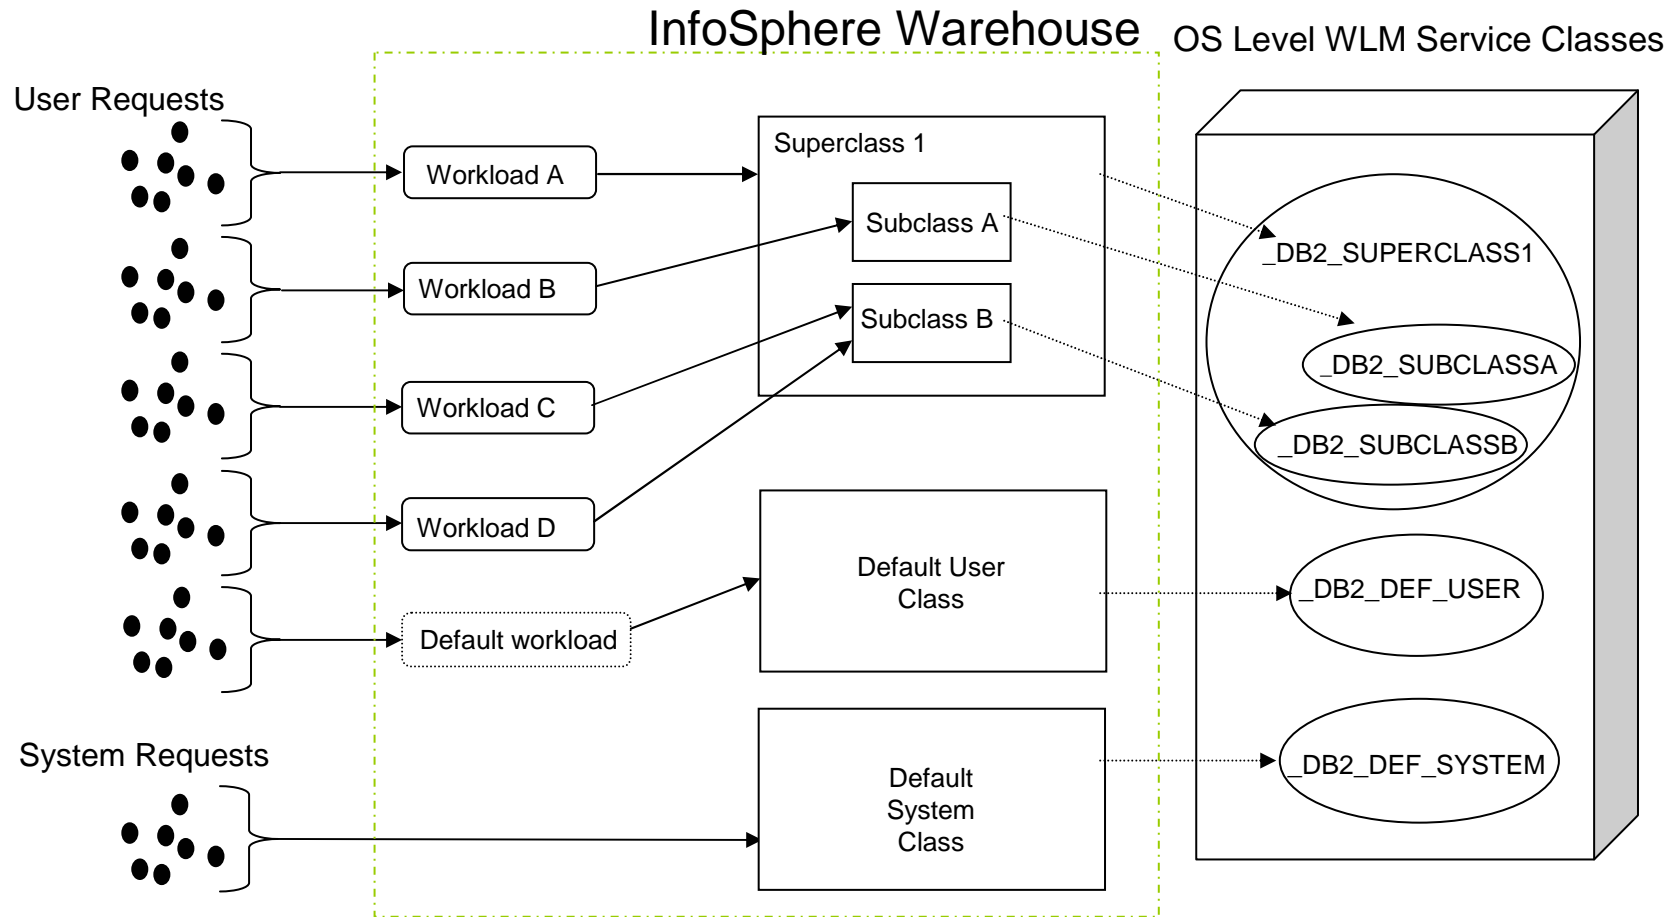 InfoSphere Warehouse
OS Level WLM Service Classes
User Requests
Workload A
Workload B
Workload C
Workload D
Default workload
System Requests
Superclass 1
Subclass A
Subclass B
Default User
Class
Default
System
Class
_DB2_SUPERCLASS1
_DB2_SUBCLASSA
_DB2_SUBCLASSB
_DB2_DEF_USER
_DB2_DEF_SYSTEM